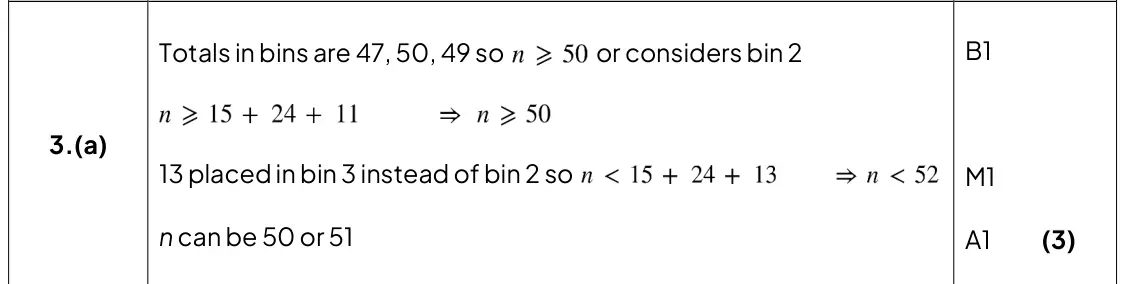 Totals in bins are 47, 50, 49 so n ⩾ 50 or considers bin 2 B1
n ⩾ 15 + 24 + 11 ⇒ n ⩾ 50
3.(a)
13 placed in bin 3 instead of bin 2 so n < 15 + 24 + 13 ⇒ n < 52 M1
n can be 50 or 51 A1 (3)